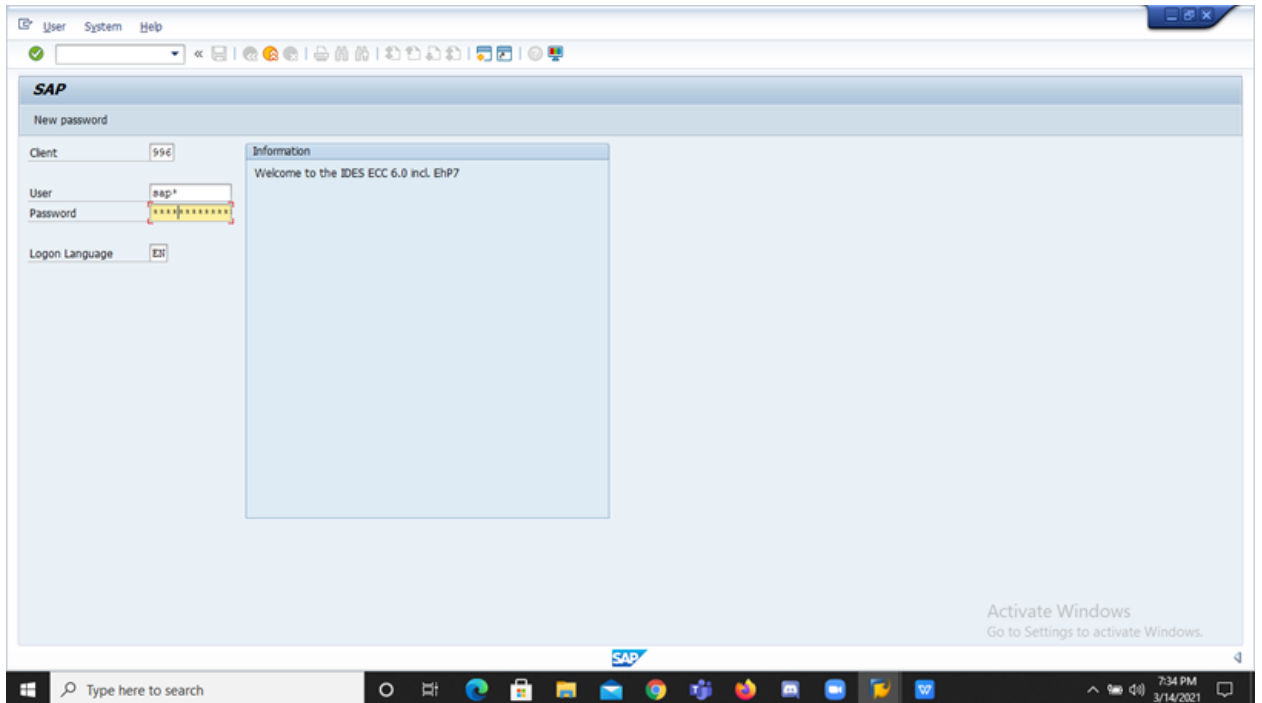 User System Help
SAP
New password
Client 996
Information
Welcome to the IDES ECC 6.0 incl. EhP7
User sap*
Password ************
Logon Language EN
Activate Windows
Go to Settings to activate Windows.
SAP
Type here to search
7:34 PM
3/14/2021